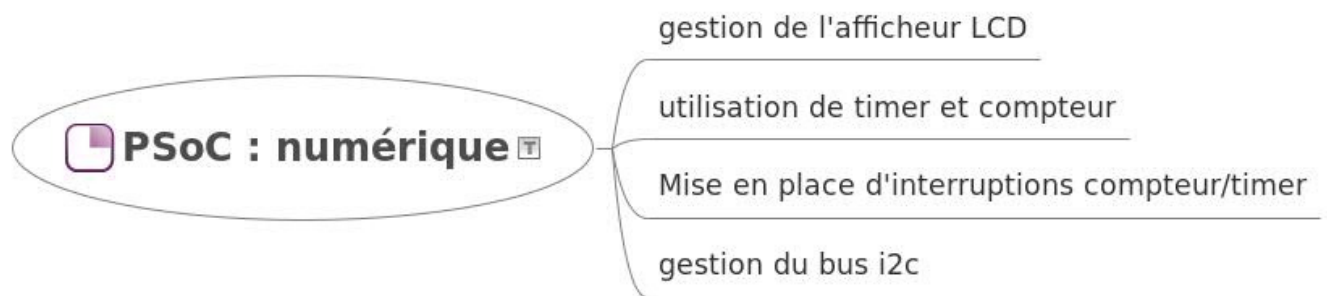 gestion de l'afficheur LCD
utilisation de timer et compteur
PSoC : numérique T
Mise en place d'interruptions compteur/timer
gestion du bus i2c